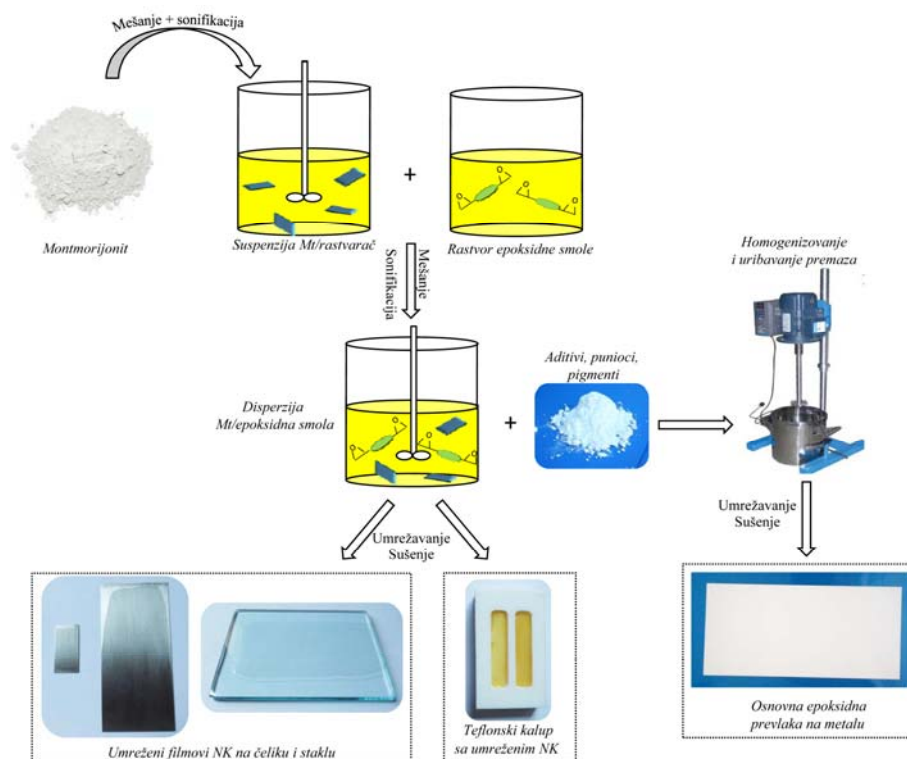 Mešanje + sonifikacija
Montmorijonit
Suspenzija Mt/rastvarač
+
Rastvor epoksidne smole
O
O
O
O
Homogenizovanje
i uribavanje premaza
Sonifikacija
Mešanje
Disperzija
Mt/epoksidna smola
O
O
O
O
+
Aditivi, punioci,
pigmenti
Umrežavanje
Sušenje
Umrežavanje
Sušenje
Umreženi filmovi NK na čeliku i staklu
Teflonski kalup
sa umreženim NK
Osnovna epoksidna
prevlaka na metalu